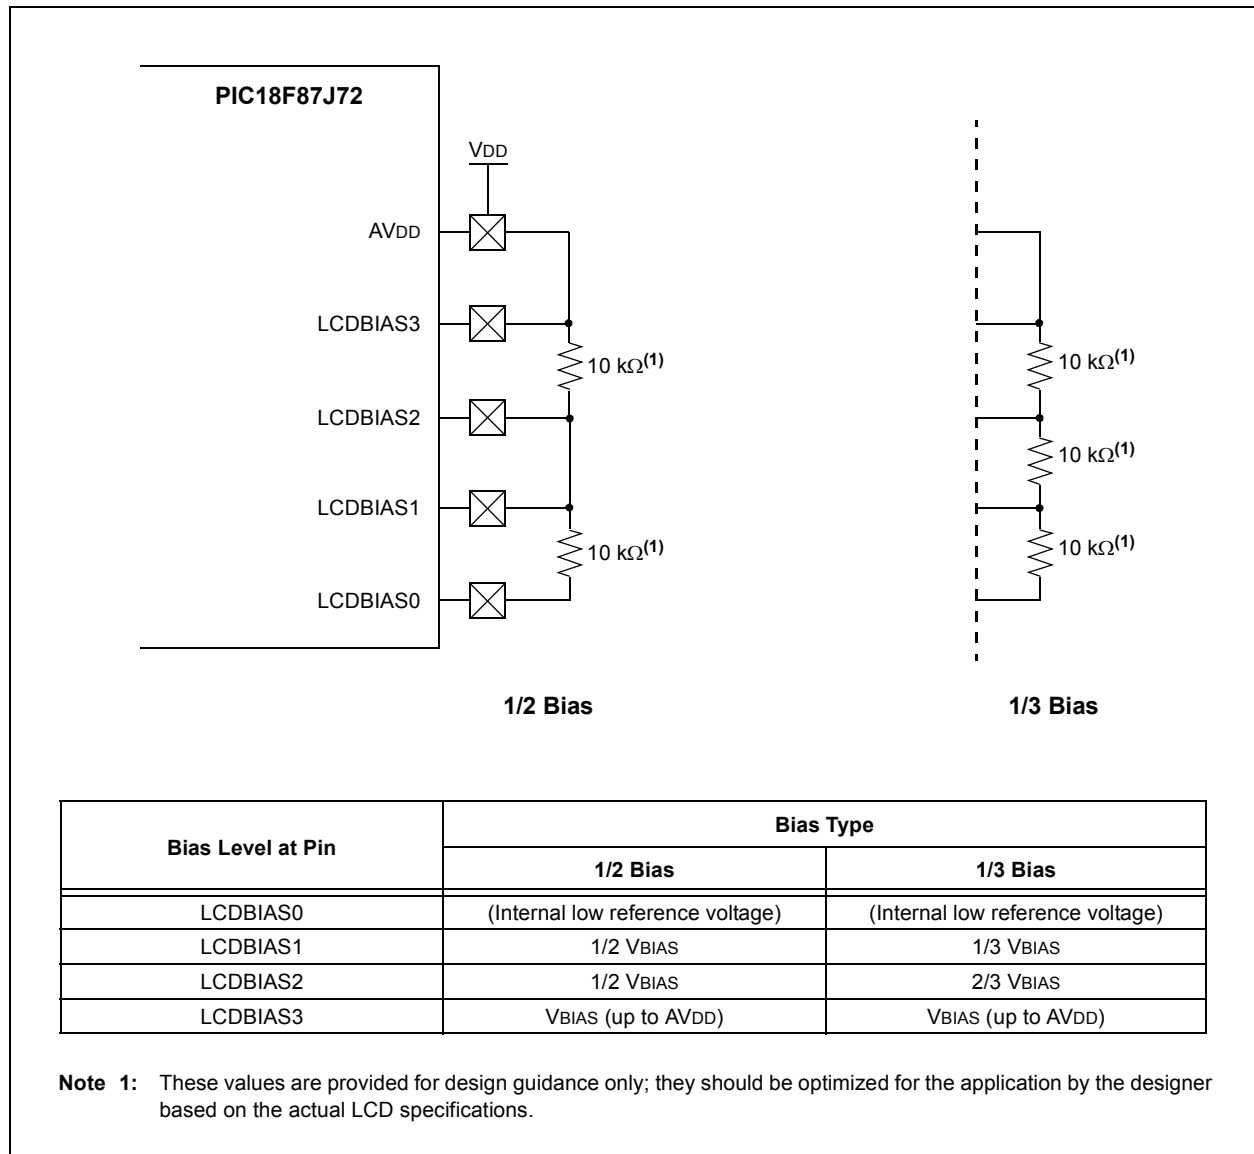 PIC18F87J72
VDD
AVDD
LCDBIAS3
10 kΩ(1)
10 kΩ(1)
LCDBIAS2
10 kΩ(1)
LCDBIAS1
10 kΩ(1)
10 kΩ(1)
LCDBIAS0
1/2 Bias
1/3 Bias
Bias Level at Pin
Bias Type
1/2 Bias
1/3 Bias
LCDBIAS0
(Internal low reference voltage)
(Internal low reference voltage)
LCDBIAS1
1/2 VBIAS
1/3 VBIAS
LCDBIAS2
1/2 VBIAS
2/3 VBIAS
LCDBIAS3
VBIAS (up to AVDD)
VBIAS (up to AVDD)
Note 1: These values are provided for design guidance only; they should be optimized for the application by the designer
based on the actual LCD specifications.